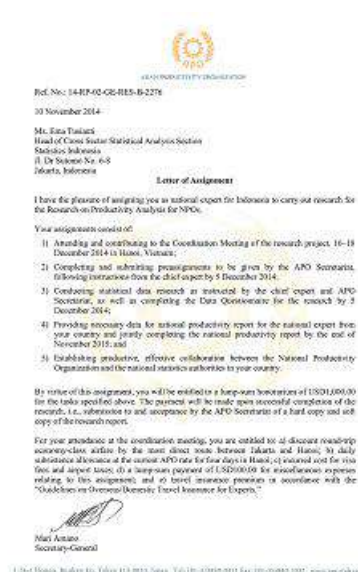 APO
ASIAN PRODUCTIVITY ORGANIZATION
Ref. No.: 14-RP-02-GE-RES-B-2276
10 November 2014
Ms. Ema Tusianti
Head of Cross Sector Statistical Analysis Section
Statistics Indonesia
Jl. Dr Sutomo No. 6-8
Jakarta, Indonesia
Letter of Assignment
I have the pleasure of assigning you as national expert for Indonesia to carry out research for
the Research on Productivity Analysis for NPOs.
Your assignments consist of:
1) Attending and contributing to the Coordination Meeting of the research project, 16-18
December 2014 in Hanoi, Vietnam;
2) Completing and submitting preassignments to be given by the APO Secretariat,
following instructions from the chief expert by 5 December 2014;
3) Conducting statistical data research as instructed by the chief expert and APO
Secretariat, as well as completing the Data Questionnaire for the research by 5
December 2014;
4) Providing necessary data for national productivity report for the national expert from
your country and jointly completing the national productivity report by the end of
November 2015; and
5) Establishing productive, effective collaboration between the National Productivity
Organization and the national statistics authorities in your country.
By virtue of this assignment, you will be entitled to a lump-sum honorarium of USD1,000.00
for the tasks specified above. The payment will be made upon successful completion of the
research, i.e., submission to and acceptance by the APO Secretariat of a hard copy and soft
copy of the research report.
For your attendance at the coordination meeting, you are entitled to: a) discount round-trip
economy-class airfare by the most direct route between Jakarta and Hanoi; b) daily
subsistence allowance at the current APO rate for four days in Hanoi; c) incurred cost for visa
fees and airport taxes; d) a lump-sum payment of USD100.00 for miscellaneous expenses
relating to this assignment; and e) travel insurance premium in accordance with the
"Guidelines on Overseas/Domestic Travel Insurance for Experts."
Mari Amano
Secretary-General